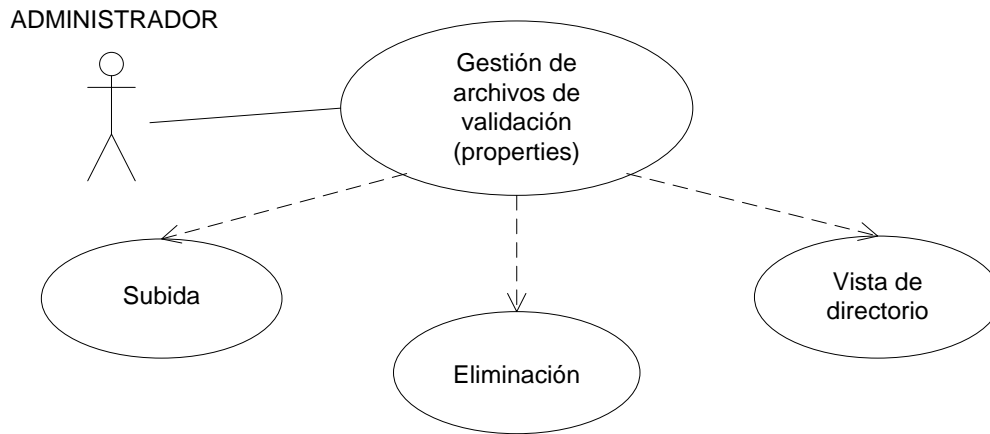 ADMINISTRADOR
Gestión de
archivos de
validación
(properties)
Subida
Eliminación
Vista de
directorio